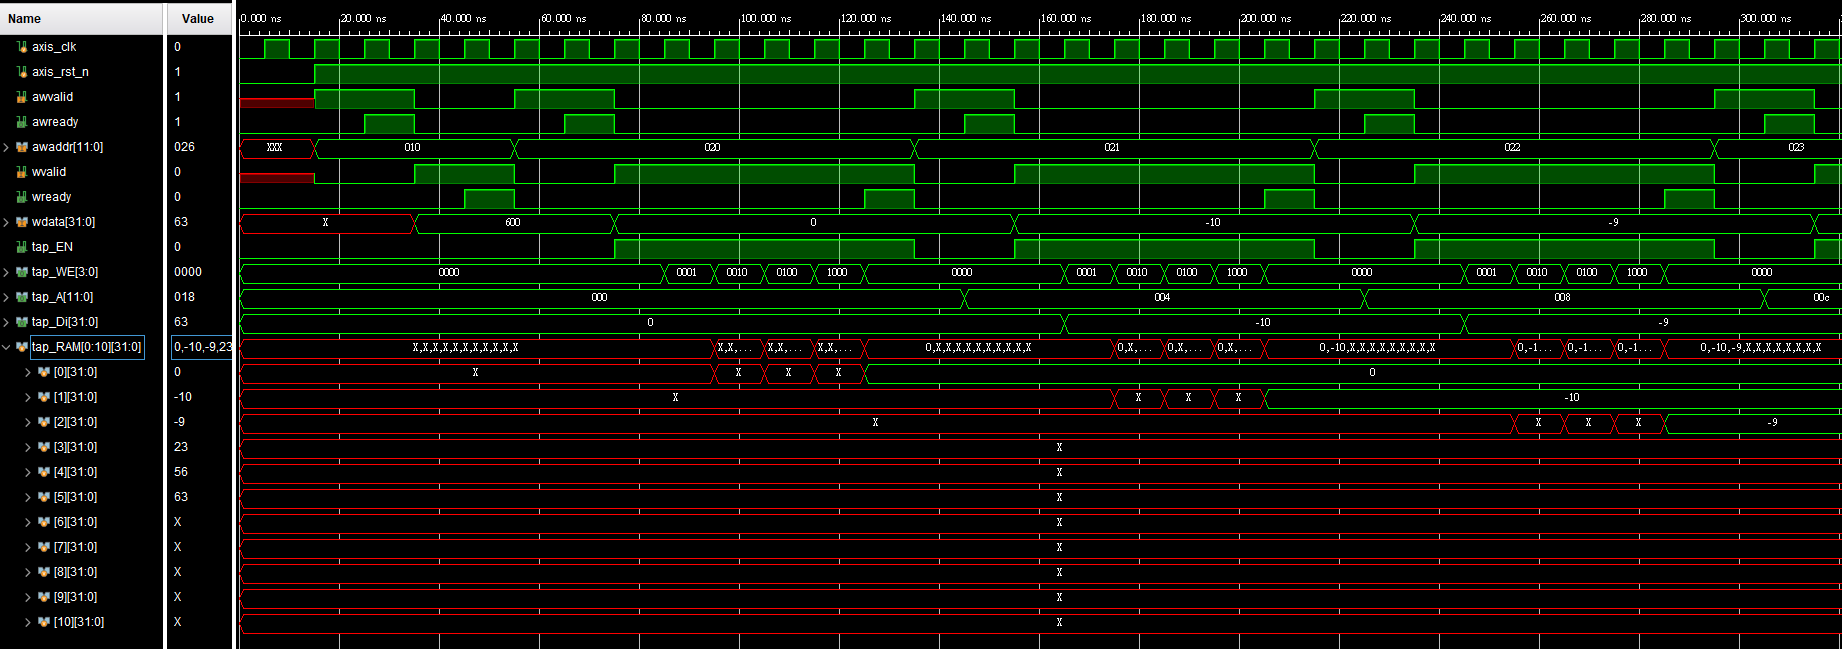 Name Value 0.000 ns 20.000 ns 40.000 ns 60.000 ns 80.000 ns 100.000 ns 120.000 ns 140.000 ns 160.000 ns 180.000 ns 200.000 ns 220.000 ns 240.000 ns 260.000 ns 280.000 ns 300.000 ns
axis_clk 0
axis_rst_n 1
awvalid 1
awready 1
awaddr[11:0] 026 XXX 010 020 021 022 023
wvalid 0
wready 0
wdata[31:0] 63 X 600 0 -10 -9
tap_EN 0
tap_WE[3:0] 0000 0000 0001 0010 0100 1000 0000 0001 0010 0100 1000 0000 0001 0010 0100 1000 0000
tap_A[11:0] 018 000 004 008 00c
tap_Di[31:0] 63 0 -10 -9
tap_RAM[0:10][31:0] 0,-10,-9,23 X,X,X,X,X,X,X,X,X,X,X X,X,... X,X,... X,X,... 0,X,X,X,X,X,X,X,X,X,X 0,X,... 0,X,... 0,X,... 0,-10,X,X,X,X,X,X,X,X,X 0,-1... 0,-1... 0,-1... 0,-10,-9,X,X,X,X,X,X,X,X
[0][31:0] 0 X X X X 0
[1][31:0] -10 X X X X -10
[2][31:0] -9 X X X X -9
[3][31:0] 23 X
[4][31:0] 56 X
[5][31:0] 63 X
[6][31:0] X X
[7][31:0] X X
[8][31:0] X X
[9][31:0] X X
[10][31:0] X X